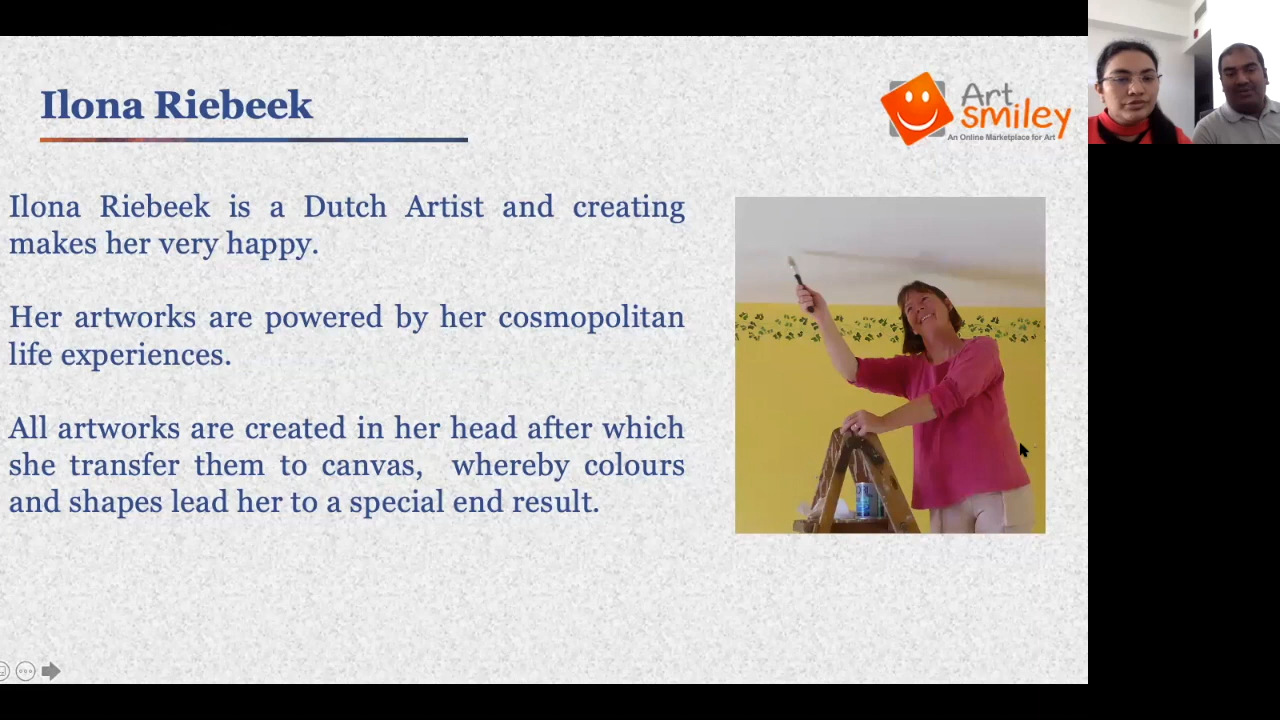 Ilona Riebeek
Art
smiley
An Online Marketplace for Art
Ilona Riebeek is a Dutch Artist and creating
makes her very happy.
Her artworks are powered by her cosmopolitan
life experiences.
All artworks are created in her head after which
she transfer them to canvas, whereby colours
and shapes lead her to a special end result.